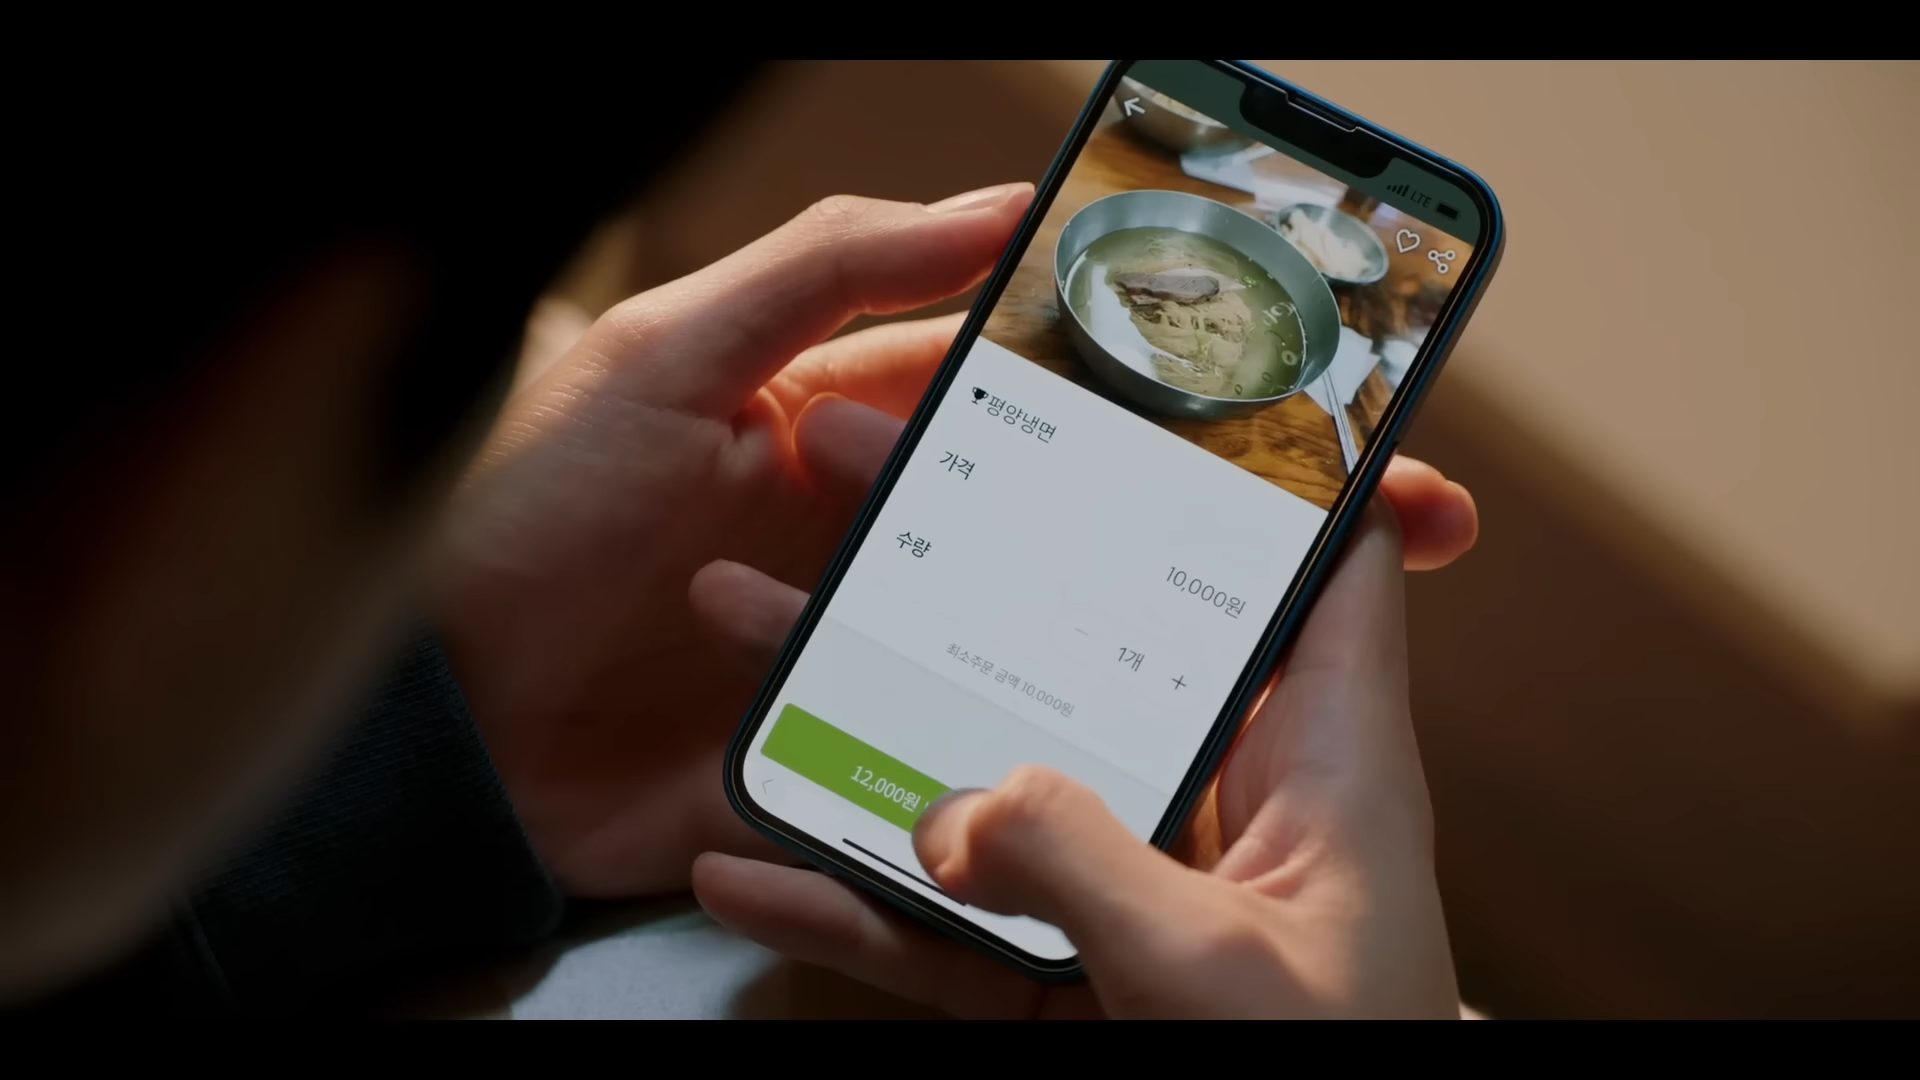 LTE
평양냉면
가격
10,000원
수량
1개
최소주문 금액 10,000원
12,000원